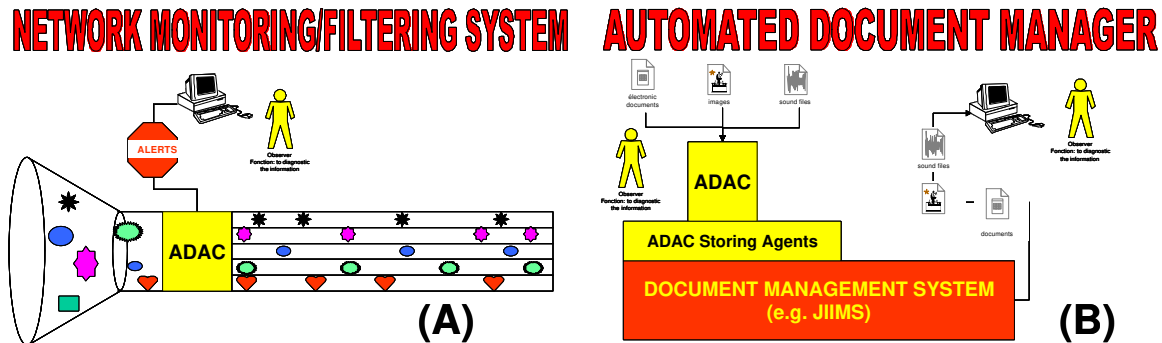 NETWORK MONITORING/FILTERING SYSTEM
ALERTS
Observer
Fonction: to diagnostic
the information
ADAC
(A)
AUTOMATED DOCUMENT MANAGER
électronic
documents
images
sound files
Observer
Fonction: to diagnostic
the information
ADAC
ADAC Storing Agents
DOCUMENT MANAGEMENT SYSTEM
(e.g. JIIMS)
sound files
documents
Observer
Fonction: to diagnostic
the information
(B)